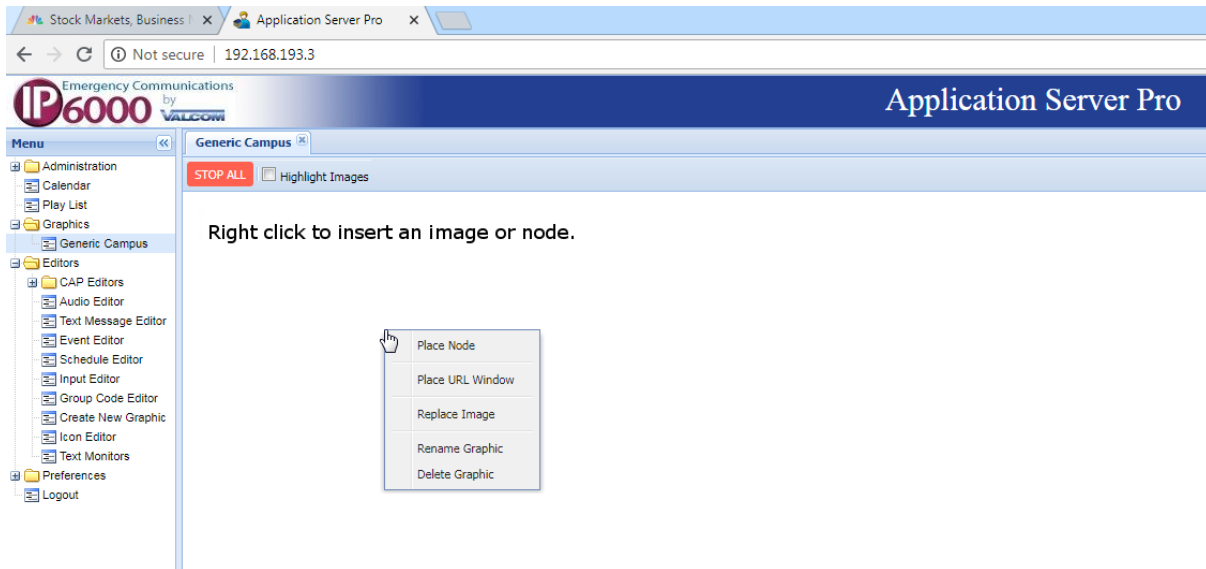 Stock Markets, Business N
Application Server Pro
Not secure | 192.168.193.3
Emergency Communications
IP6000 by VALCOM
Application Server Pro
Menu
Generic Campus
Administration
Calendar
Play List
Graphics
Generic Campus
Editors
CAP Editors
Audio Editor
Text Message Editor
Event Editor
Schedule Editor
Input Editor
Group Code Editor
Create New Graphic
Icon Editor
Text Monitors
Preferences
Logout
STOP ALL
Highlight Images
Right click to insert an image or node.
Place Node
Place URL Window
Replace Image
Rename Graphic
Delete Graphic